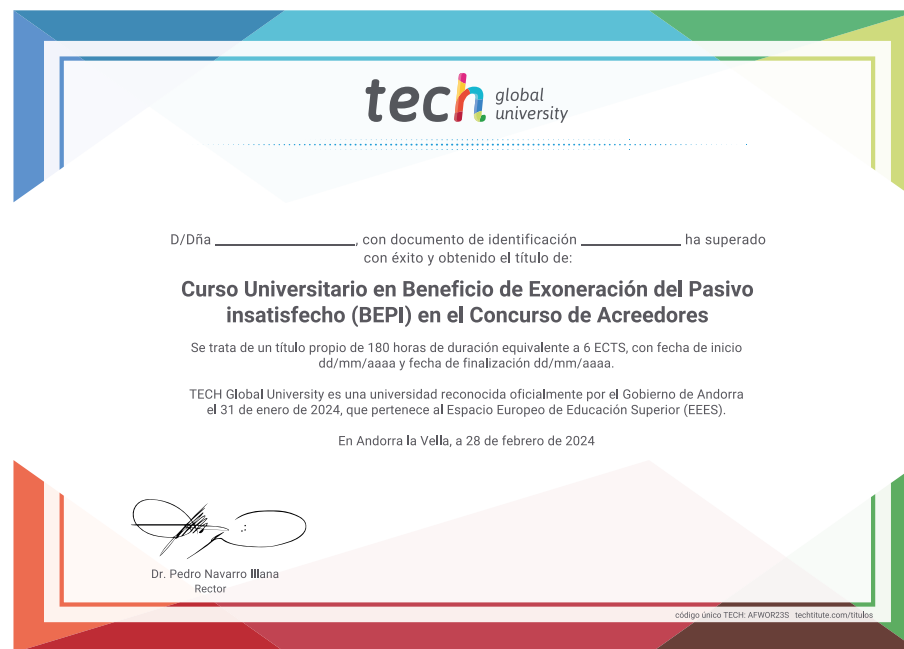 tech global university
D/Dña ____________________, con documento de identificación ______________ ha superado
con éxito y obtenido el título de:
Curso Universitario en Beneficio de Exoneración del Pasivo
insatisfecho (BEPI) en el Concurso de Acreedores
Se trata de un título propio de 180 horas de duración equivalente a 6 ECTS, con fecha de inicio
dd/mm/aaaa y fecha de finalización dd/mm/aaaa.
TECH Global University es una universidad reconocida oficialmente por el Gobierno de Andorra
el 31 de enero de 2024, que pertenece al Espacio Europeo de Educación Superior (EEES).
En Andorra la Vella, a 28 de febrero de 2024
Dr. Pedro Navarro Illana
Rector
código único TECH: AFWOR23S techtitute.com/titulos